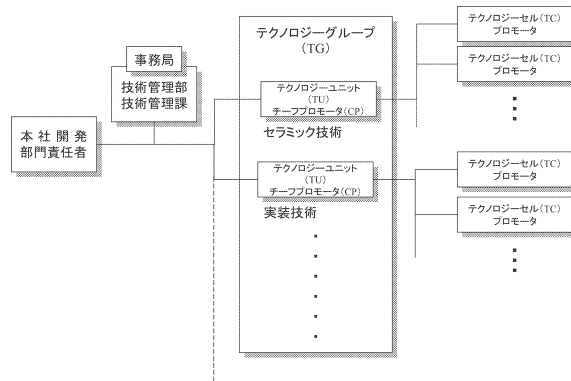 本社開発
部門責任者
事務局
技術管理部
技術管理課
テクノロジーグループ
(TG)
テクノロジーユニット
(TU)
チーフプロモータ(CP)
セラミック技術
テクノロジーユニット
(TU)
チーフプロモータ(CP)
実装技術
テクノロジーセル(TC)
プロモータ
テクノロジーセル(TC)
プロモータ
テクノロジーセル(TC)
プロモータ
テクノロジーセル(TC)
プロモータ